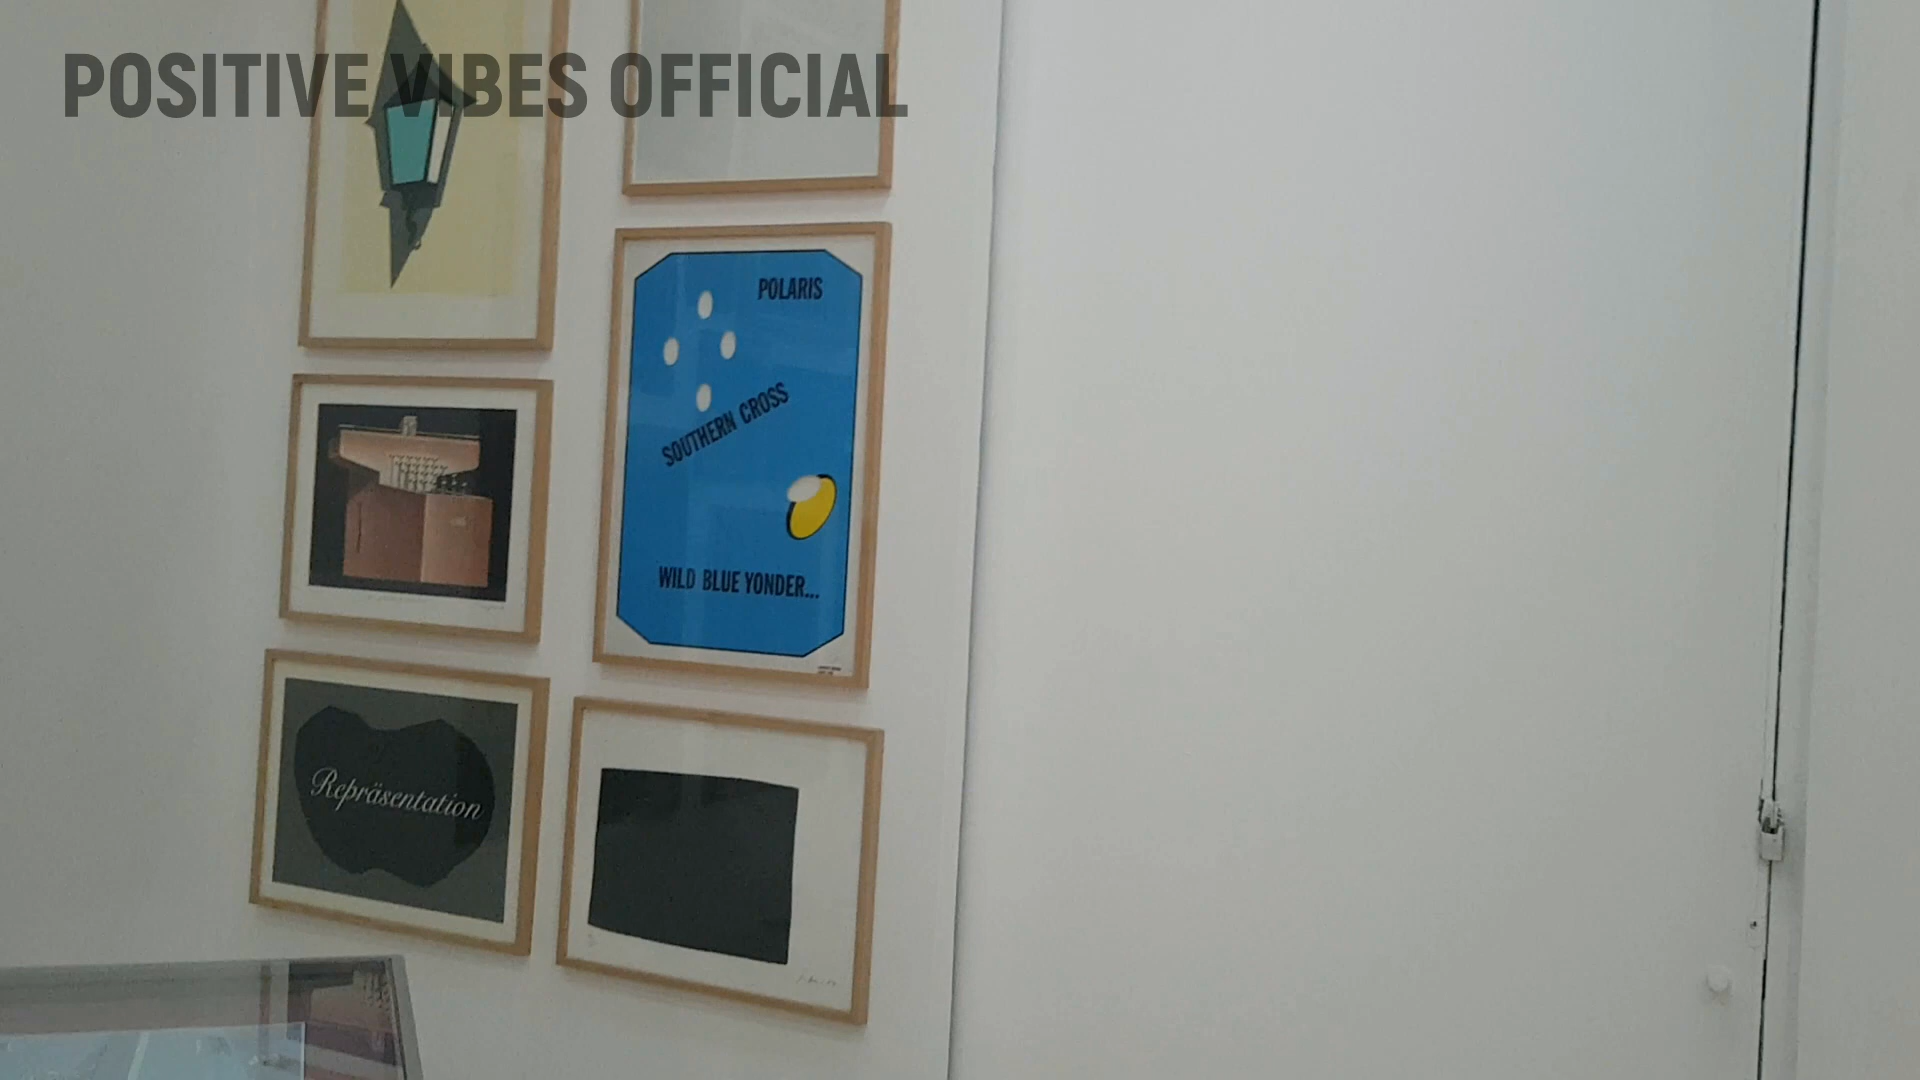 POSITIVE VIBES OFFICIAL
POLARIS
SOUTHERN CROSS
WILD BLUE YONDER...
Repräsentation